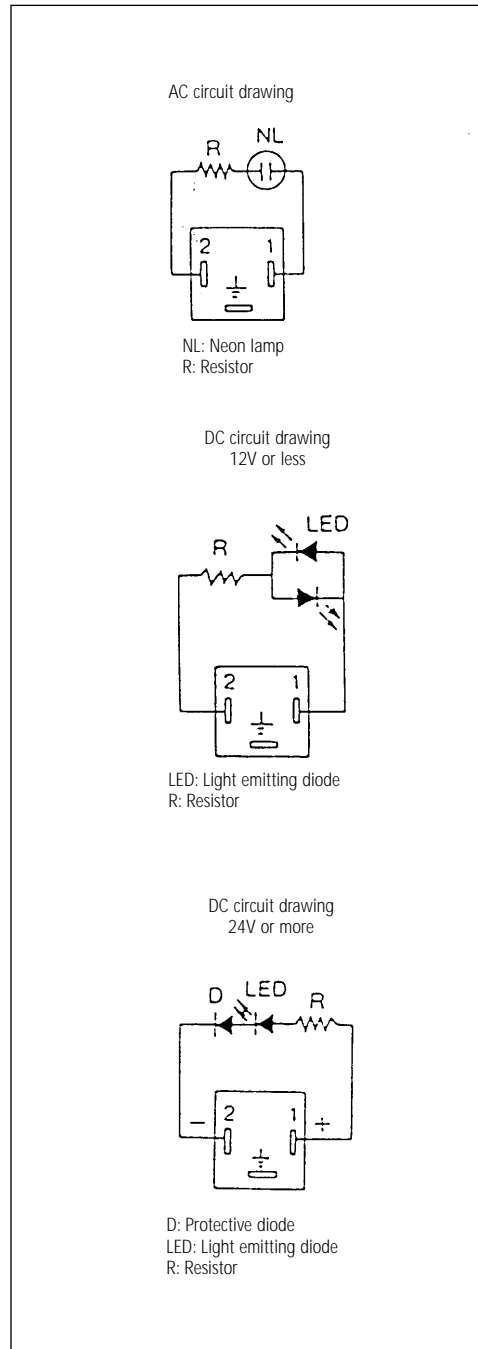 AC circuit drawing
R NL
2 1
NL: Neon lamp
R: Resistor
DC circuit drawing
12V or less
LED
R
2 1
LED: Light emitting diode
R: Resistor
DC circuit drawing
24V or more
D LED R
− 2 1 +
D: Protective diode
LED: Light emitting diode
R: Resistor